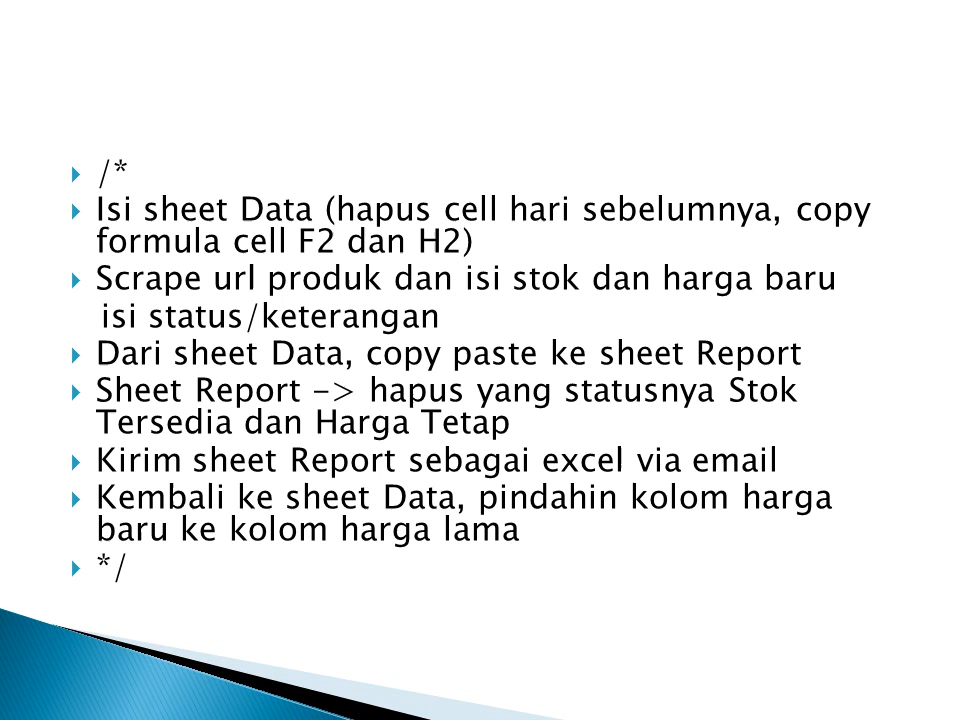 /*
Isi sheet Data (hapus cell hari sebelumnya, copy
formula cell F2 dan H2)
Scrape url produk dan isi stok dan harga baru
isi status/keterangan
Dari sheet Data, copy paste ke sheet Report
Sheet Report -> hapus yang statusnya Stok
Tersedia dan Harga Tetap
Kirim sheet Report sebagai excel via email
Kembali ke sheet Data, pindahin kolom harga
baru ke kolom harga lama
*/